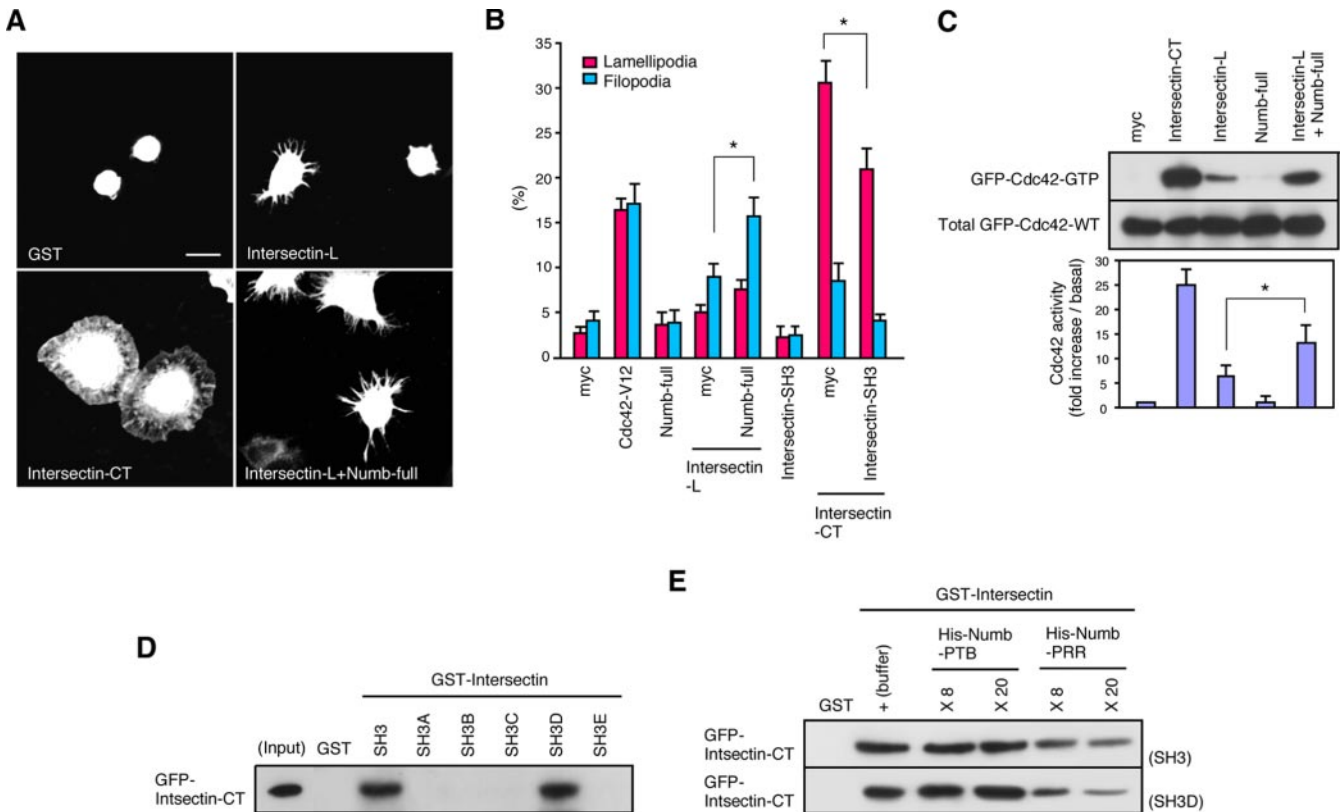 A
GST
Intersectin-L
Intersectin-CT
Intersectin-L+Numb-full
B
35
30
25
20
15
10
5
0
(%)
Lamellipodia
Filopodia
*
*
myc
Cdc42-V12
Numb-full
myc
Numb-full
Intersectin-SH3
myc
Intersectin-SH3
Intersectin
-L
Intersectin
-CT
C
myc
Intersectin-CT
Intersectin-L
Numb-full
Intersectin-L
+ Numb-full
GFP-Cdc42-GTP
Total GFP-Cdc42-WT
30
25
20
15
10
5
0
Cdc42 activity
(fold increase / basal)
*
D
GST-Intersectin
(Input)
GST
SH3
SH3A
SH3B
SH3C
SH3D
SH3E
GFP-
Intsectin-CT
E
GST-Intersectin
His-Numb
-PTB
His-Numb
-PRR
GST
+ (buffer)
X 8
X 20
X 8
X 20
GFP-
Intsectin-CT
(SH3)
GFP-
Intsectin-CT
(SH3D)